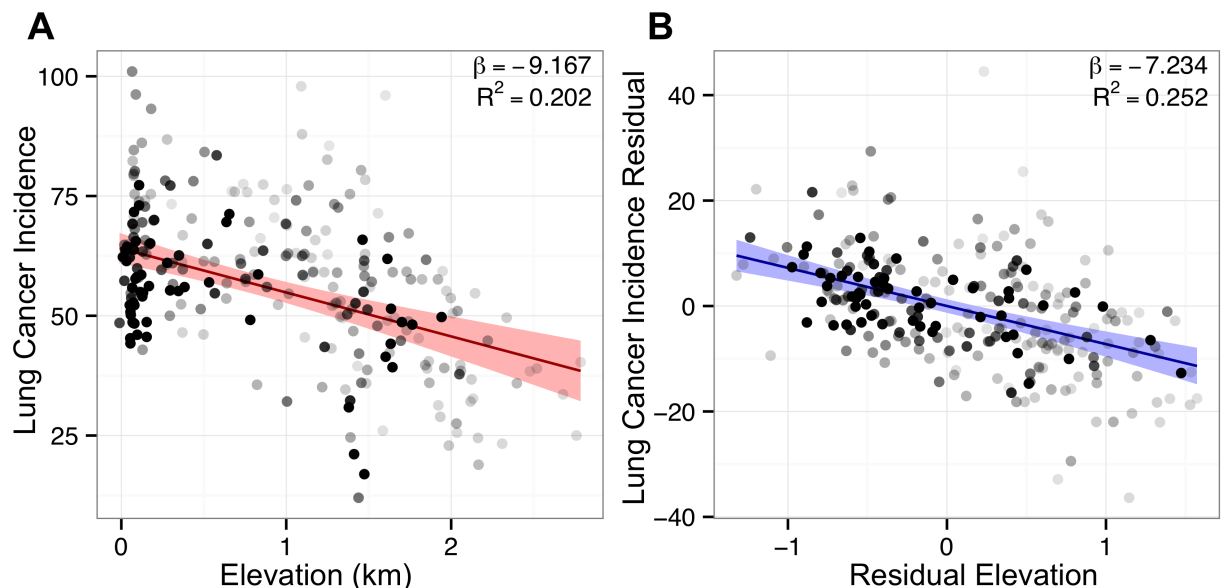 A
β = −9.167
R² = 0.202
100
75
50
25
0
1
2
Lung Cancer Incidence
Elevation (km)
B
β = −7.234
R² = 0.252
40
20
0
−20
−40
−1
0
1
Lung Cancer Incidence Residual
Residual Elevation